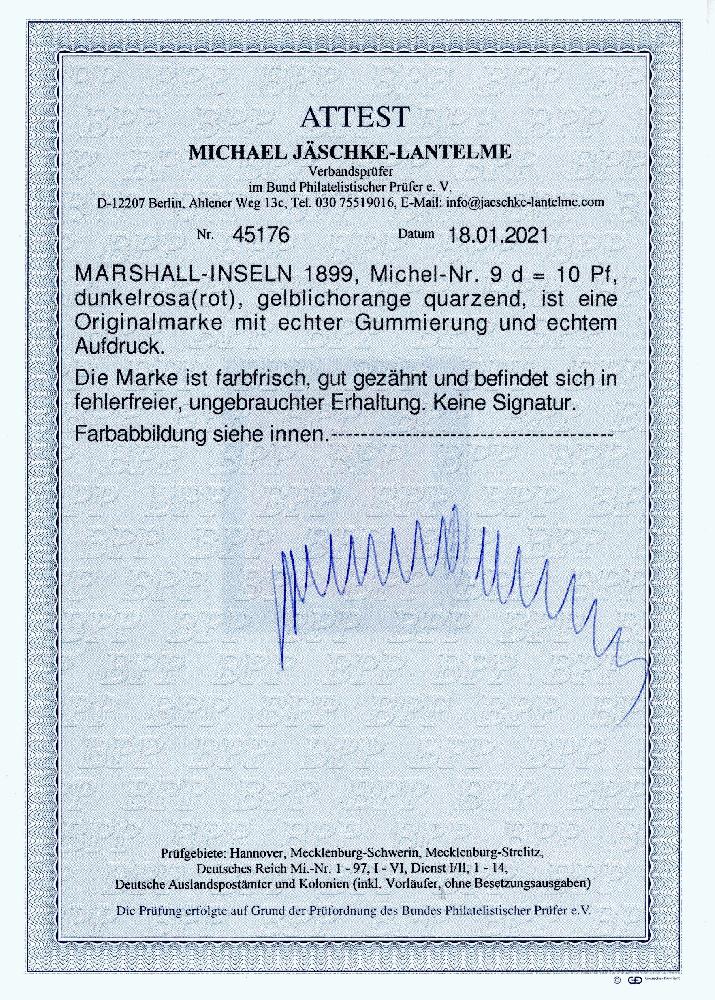 ATTEST
MICHAEL JÄSCHKE-LANTELME
Verbandsprüfer
im Bund Philatelistischer Prüfer e. V.
D-12207 Berlin, Ahlener Weg 13c, Tel. 030 75519016, E-Mail: info@jaeschke-lantelme.com
Nr. 45176 Datum 18.01.2021
MARSHALL-INSELN 1899, Michel-Nr. 9 d = 10 Pf,
dunkelrosa(rot), gelblichorange quarzend, ist eine
Originalmarke mit echter Gummierung und echtem
Aufdruck.
Die Marke ist farbfrisch, gut gezähnt und befindet sich in
fehlerfreier, ungebrauchter Erhaltung. Keine Signatur.
Farbabbildung siehe innen.--------------------------------------
Prüfgebiete: Hannover, Mecklenburg-Schwerin, Mecklenburg-Strelitz,
Deutsches Reich Mi.-Nr. 1 - 97, I - VI, Dienst I/II, 1 - 14,
Deutsche Auslandspostämter und Kolonien (inkl. Vorläufer, ohne Besetzungsausgaben)
Die Prüfung erfolgte auf Grund der Prüfordnung des Bundes Philatelistischer Prüfer e.V.
©